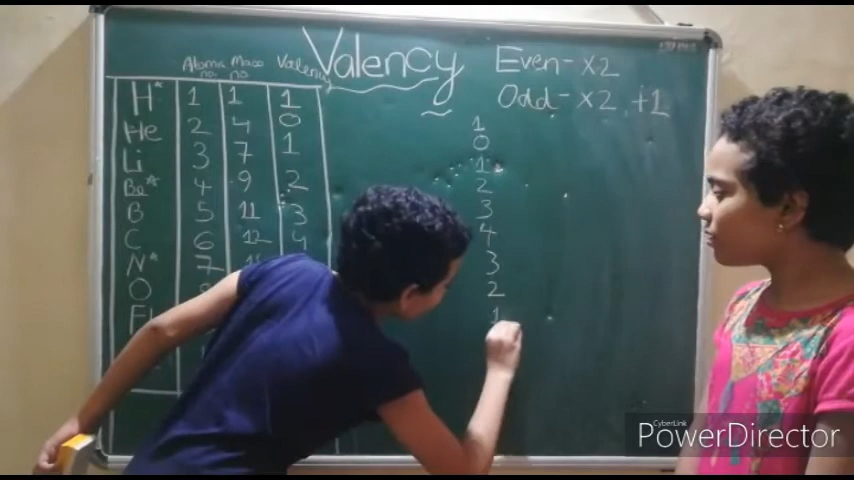 Valency
Even- x2
Odd- x2 +1
Atomic no. Mass no. Valency
H* 1 1 1
He 2 4 0
Li 3 7 1
Be* 4 9 2
B 5 11 3
C 6 12 4
N* 7
O
1
0
1
2
3
4
3
2
1
CyberLink
PowerDirector